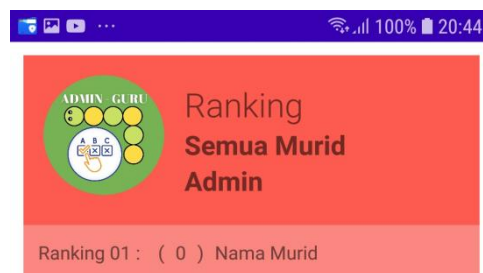 100% 20:44
ADMIN - GURU
A B C
Ranking
Semua Murid
Admin
Ranking 01 : ( 0 ) Nama Murid